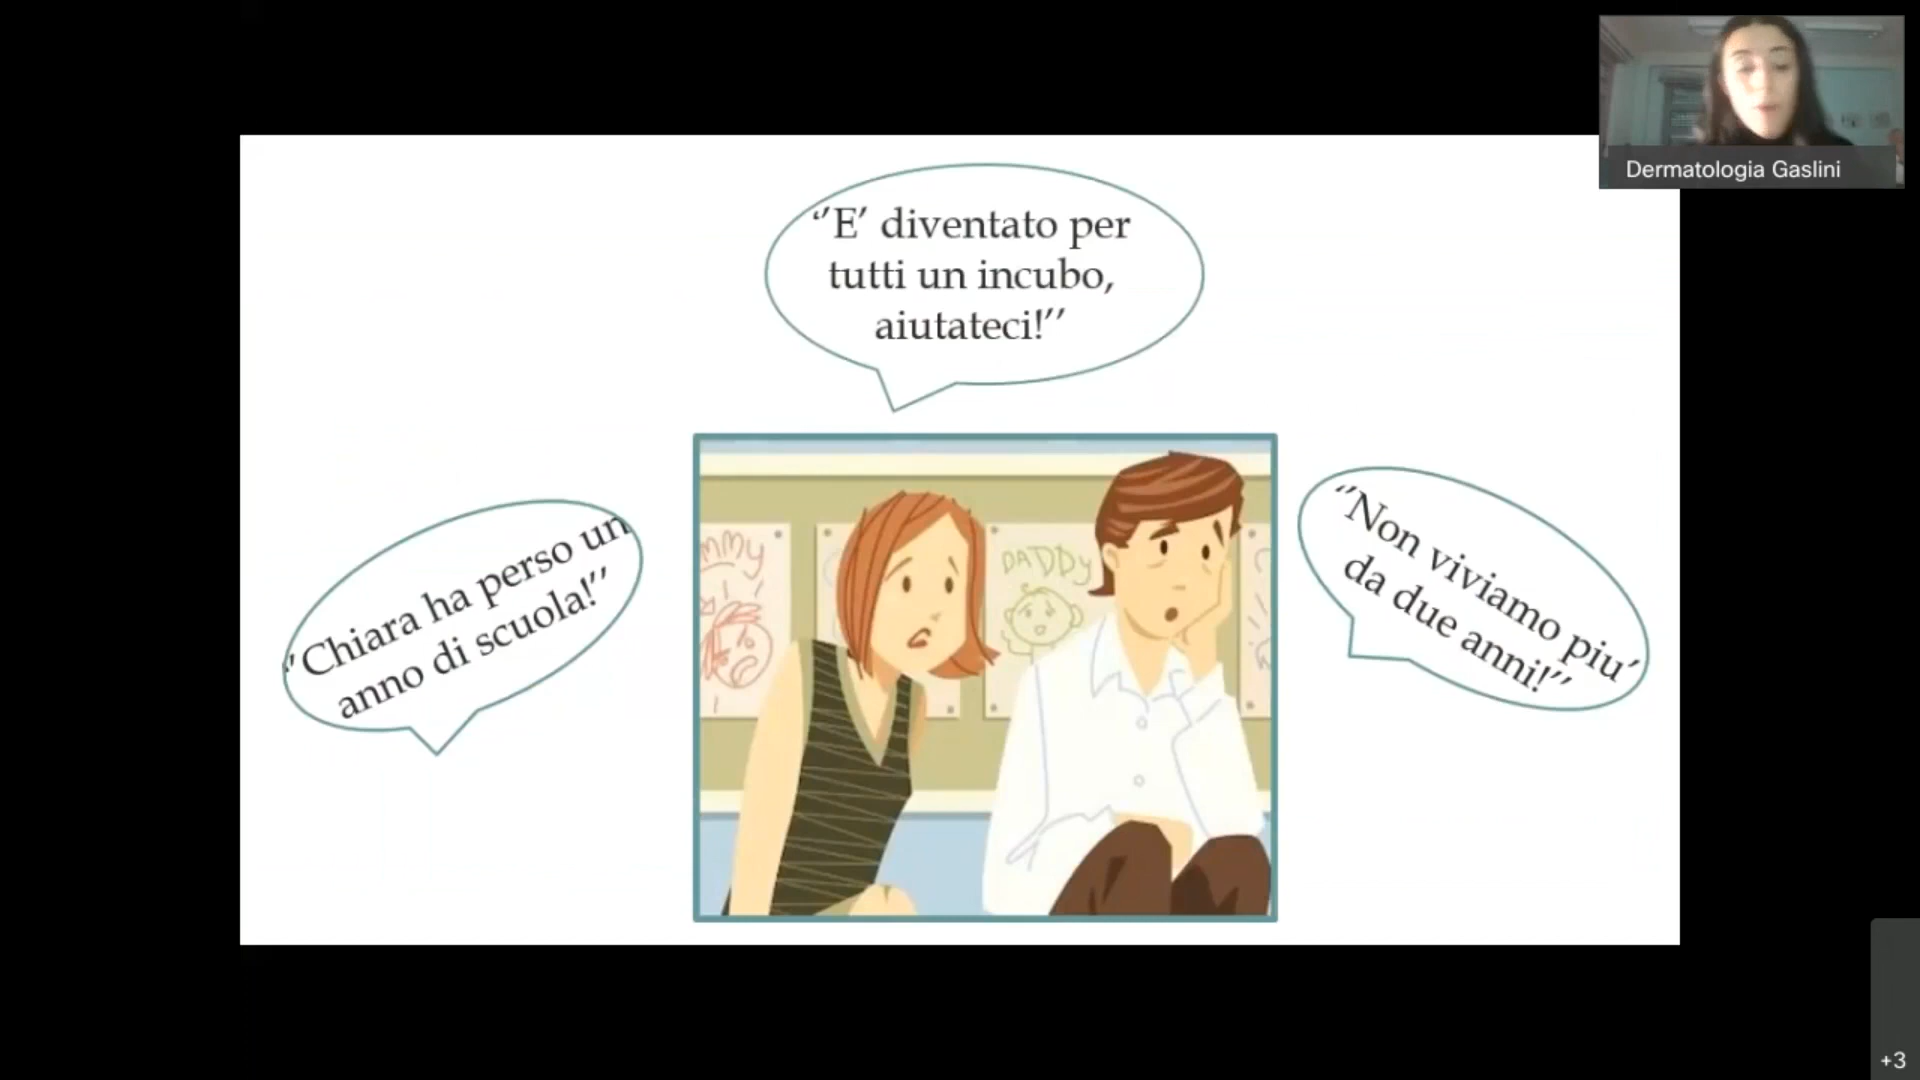 Dermatologia Gaslini
‘’E’ diventato per
tutti un incubo,
aiutateci!’’
‘’Chiara ha perso un
anno di scuola!’’
‘’Non viviamo piu’
da due anni!’’
MMY
DADDY
+3